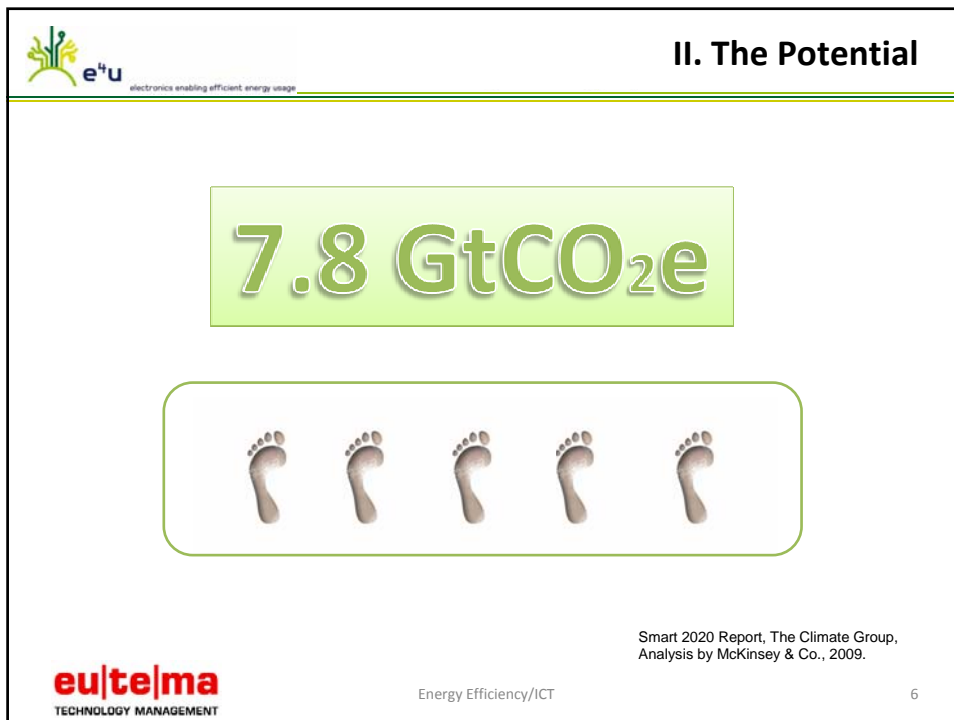 e⁴u
electronics enabling efficient energy usage
II. The Potential
7.8 GtCO₂e
Smart 2020 Report, The Climate Group,
Analysis by McKinsey & Co., 2009.
eu|te|ma
TECHNOLOGY MANAGEMENT
Energy Efficiency/ICT
6